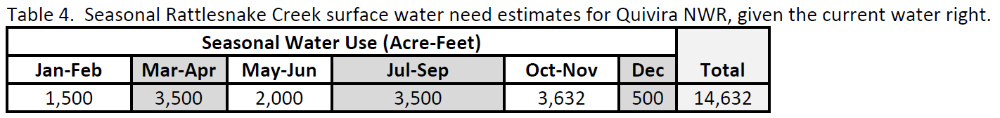 Table 4.  Seasonal Rattlesnake Creek surface water need estimates for Quivira NWR, given the current water right.
Seasonal Water Use (Acre-Feet)
Jan-Feb Mar-Apr May-Jun Jul-Sep Oct-Nov Dec Total
1,500 3,500 2,000 3,500 3,632 500 14,632